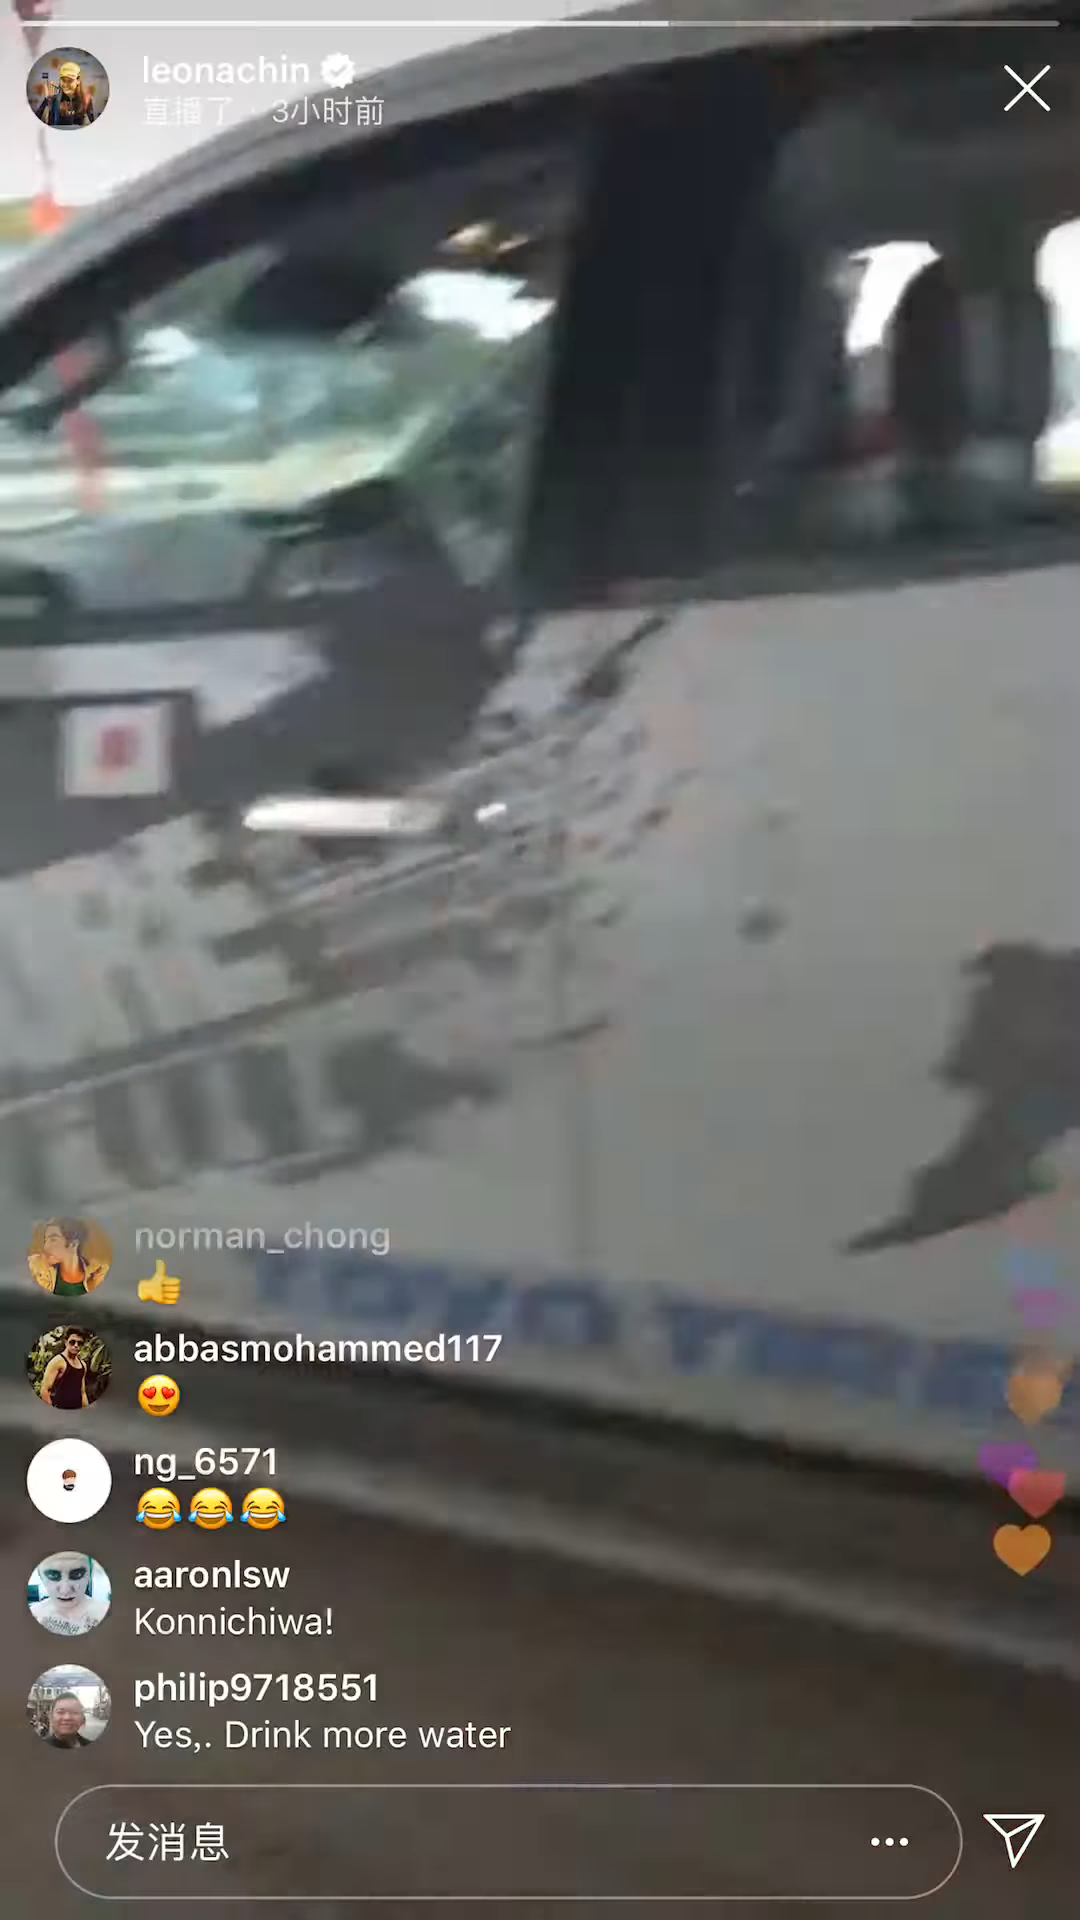 leonachin
直播了 · 3小时前
norman_chong
👍
abbasmohammed117
😍
ng_6571
😂😂😂
aaronlsw
Konnichiwa!
philip9718551
Yes,. Drink more water
发消息